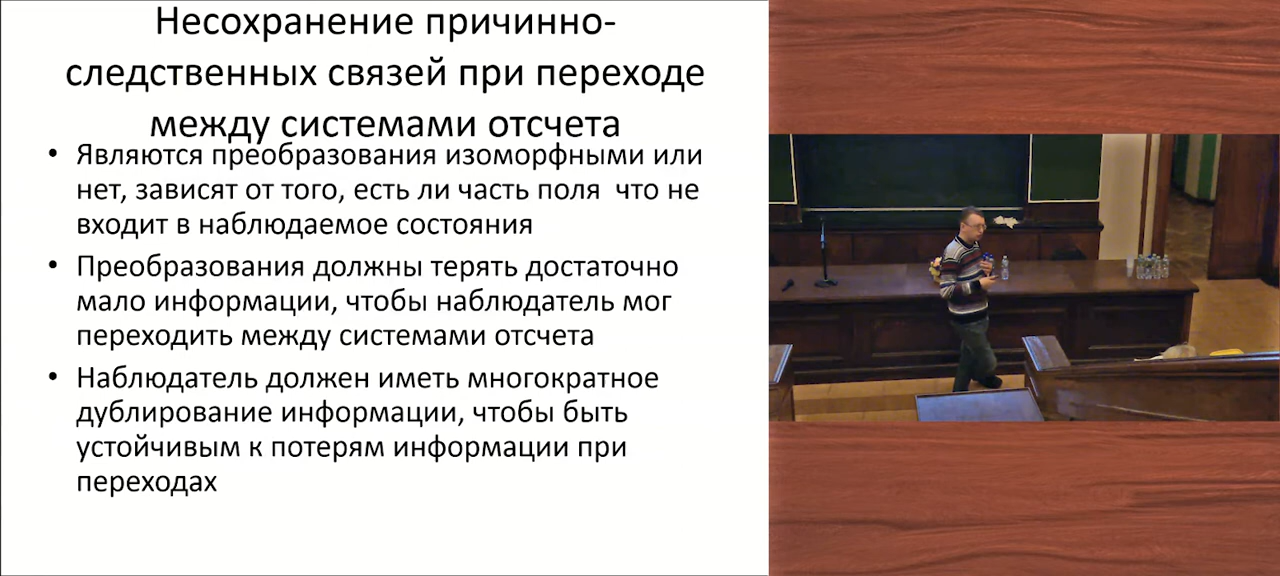 Несохранение причинно-
следственных связей при переходе
между системами отсчета
• Являются преобразования изоморфными или
нет, зависят от того, есть ли часть поля что не
входит в наблюдаемое состояния
• Преобразования должны терять достаточно
мало информации, чтобы наблюдатель мог
переходить между системами отсчета
• Наблюдатель должен иметь многократное
дублирование информации, чтобы быть
устойчивым к потерям информации при
переходах